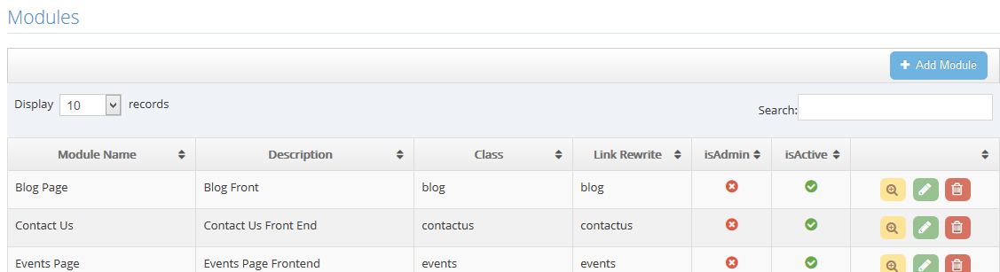 Modules
+ Add Module
Display 10 records
Search:
Module Name Description Class Link Rewrite isAdmin isActive
Blog Page Blog Front blog blog
Contact Us Contact Us Front End contactus contactus
Events Page Events Page Frontend events events